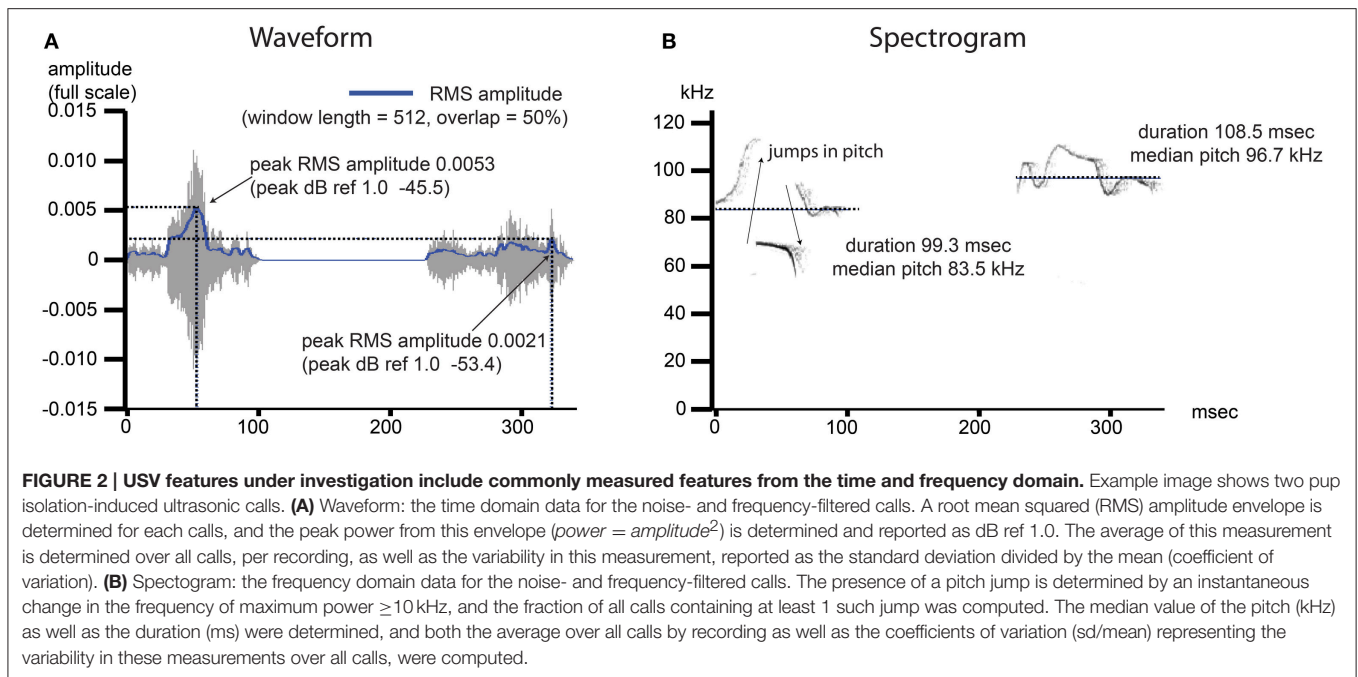 A
Waveform
amplitude
(full scale)
RMS amplitude
(window length = 512, overlap = 50%)
0.015
0.010
0.005
0
-0.005
-0.010
-0.015
peak RMS amplitude 0.0053
(peak dB ref 1.0 -45.5)
peak RMS amplitude 0.0021
(peak dB ref 1.0 -53.4)
0
100
200
300
B
Spectrogram
kHz
120
100
80
60
40
20
0
jumps in pitch
duration 108.5 msec
median pitch 96.7 kHz
duration 99.3 msec
median pitch 83.5 kHz
0
100
200
300
msec
FIGURE 2 | USV features under investigation include commonly measured features from the time and frequency domain. Example image shows two pup
isolation-induced ultrasonic calls. (A) Waveform: the time domain data for the noise- and frequency-filtered calls. A root mean squared (RMS) amplitude envelope is
determined for each calls, and the peak power from this envelope (power = amplitude²) is determined and reported as dB ref 1.0. The average of this measurement
is determined over all calls, per recording, as well as the variability in this measurement, reported as the standard deviation divided by the mean (coefficient of
variation). (B) Spectogram: the frequency domain data for the noise- and frequency-filtered calls. The presence of a pitch jump is determined by an instantaneous
change in the frequency of maximum power ≥10 kHz, and the fraction of all calls containing at least 1 such jump was computed. The median value of the pitch (kHz)
as well as the duration (ms) were determined, and both the average over all calls by recording as well as the coefficients of variation (sd/mean) representing the
variability in these measurements over all calls, were computed.